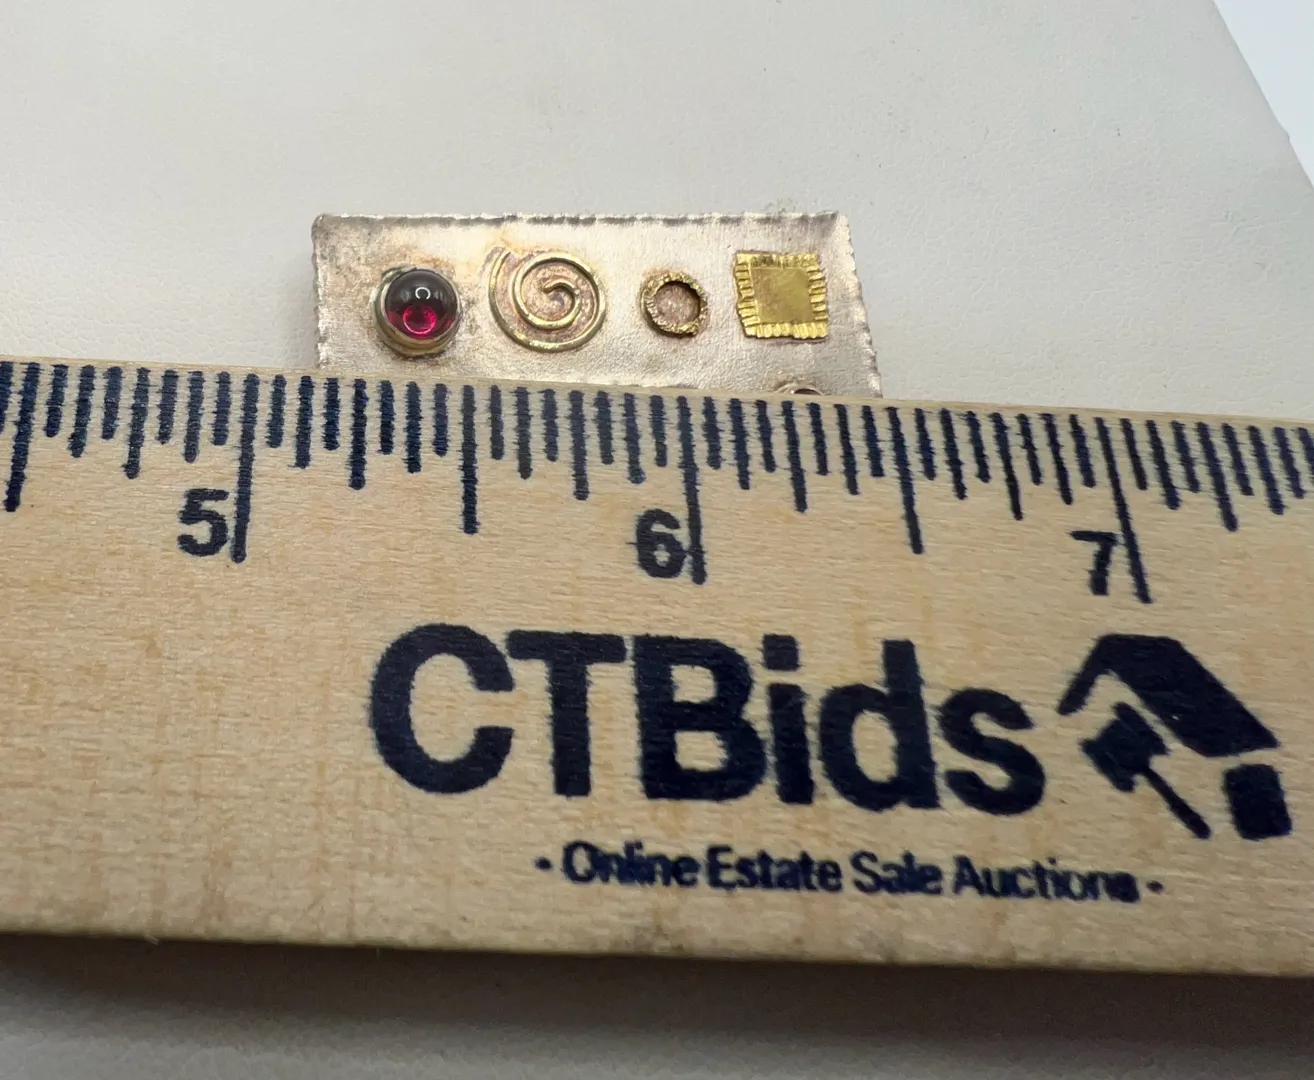 5 6 7
CTBids
· Online Estate Sale Auctions ·